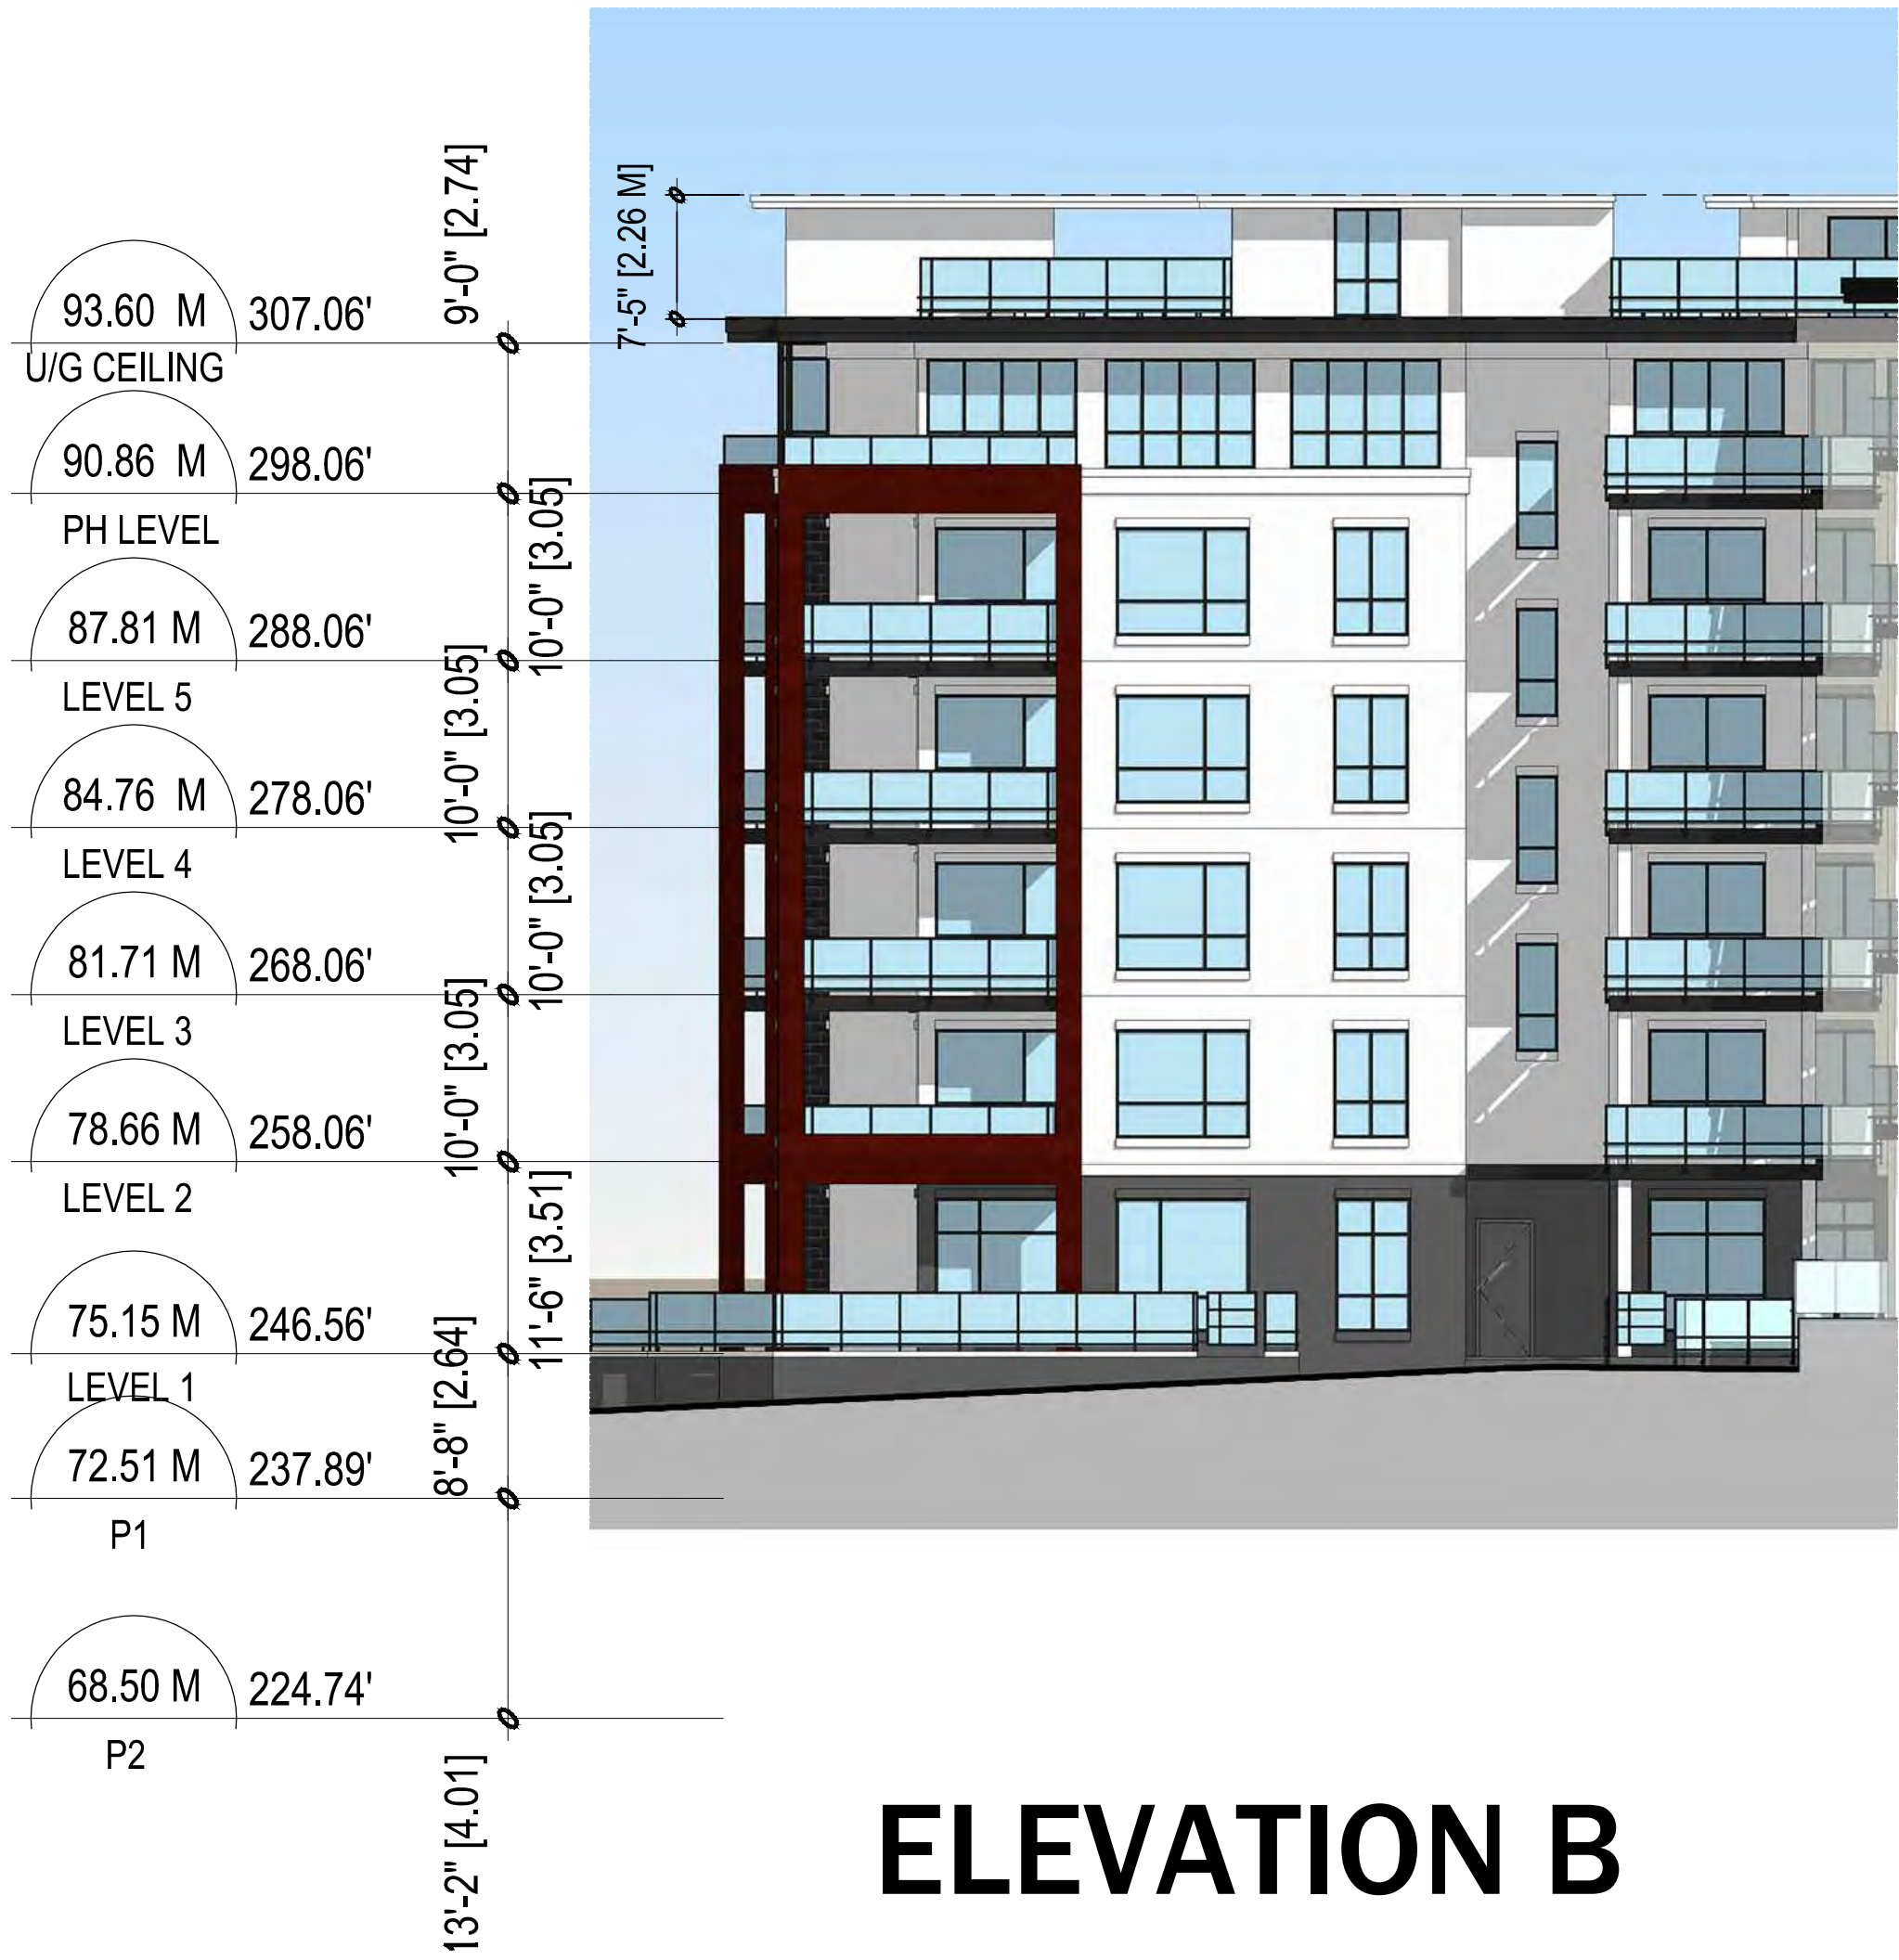 9'-0" [2.74]
7'-5" [2.26 M]
93.60 M 307.06'
U/G CEILING
90.86 M 298.06'
PH LEVEL
10'-0" [3.05]
87.81 M 288.06'
LEVEL 5
10'-0" [3.05]
84.76 M 278.06'
LEVEL 4
10'-0" [3.05]
81.71 M 268.06'
LEVEL 3
10'-0" [3.05]
78.66 M 258.06'
LEVEL 2
11'-6" [3.51]
75.15 M 246.56'
LEVEL 1
8'-8" [2.64]
72.51 M 237.89'
P1
68.50 M 224.74'
P2
13'-2" [4.01]
ELEVATION B